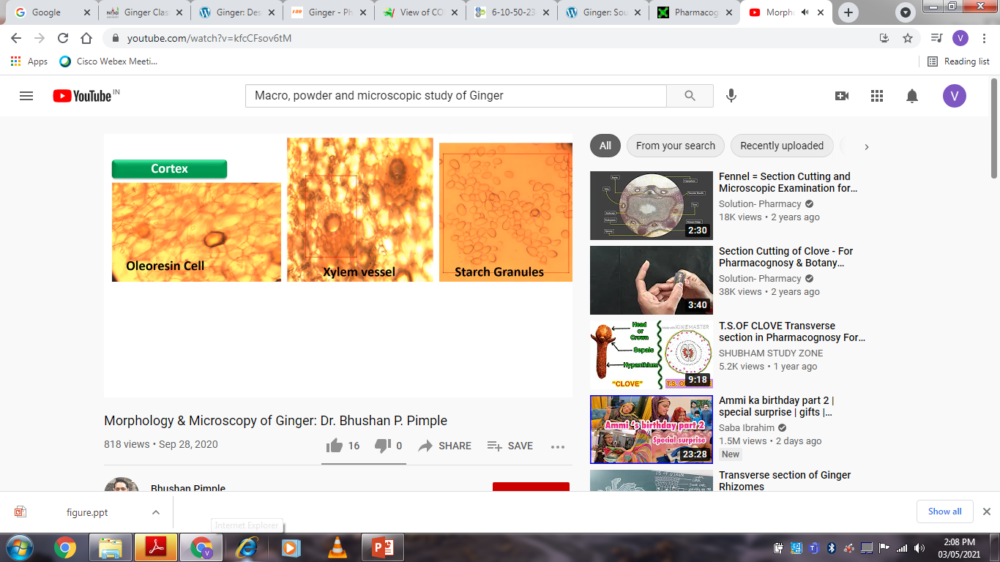 Google
Ginger Clas
Ginger: Des
Ginger - Ph
View of CO
6-10-50-23
Ginger: Sou
Pharmacog
Morph
youtube.com/watch?v=kfcCFsov6tM
V
Apps
Cisco Webex Meeti...
Reading list
YouTube IN
Macro, powder and microscopic study of Ginger
V
Cortex
Oleoresin Cell
Xylem vessel
Starch Granules
All
From your search
Recently uploaded
2:30
Fennel = Section Cutting and
Microscopic Examination for...
Solution- Pharmacy
18K views • 2 years ago
3:40
Section Cutting of Clove - For
Pharmacognosy & Botany...
Solution- Pharmacy
38K views • 2 years ago
Head
or
Crown
Sepals
Hypanthium
"CLOVE"
9:18
T.S.OF CLOVE Transverse
section in Pharmacognosy For...
SHUBHAM STUDY ZONE
5.2K views • 1 year ago
Ammi 's birthday part 2
Special surprise
23:28
Ammi ka birthday part 2 |
special surprise | gifts |...
Saba Ibrahim
1.5M views • 2 days ago
New
Transverse section of Ginger
Rhizomes
Morphology & Microscopy of Ginger: Dr. Bhushan P. Pimple
818 views • Sep 28, 2020
16
0
SHARE
SAVE
Bhushan Pimple
figure.ppt
Show all
Internet Explorer
2:08 PM
03/05/2021